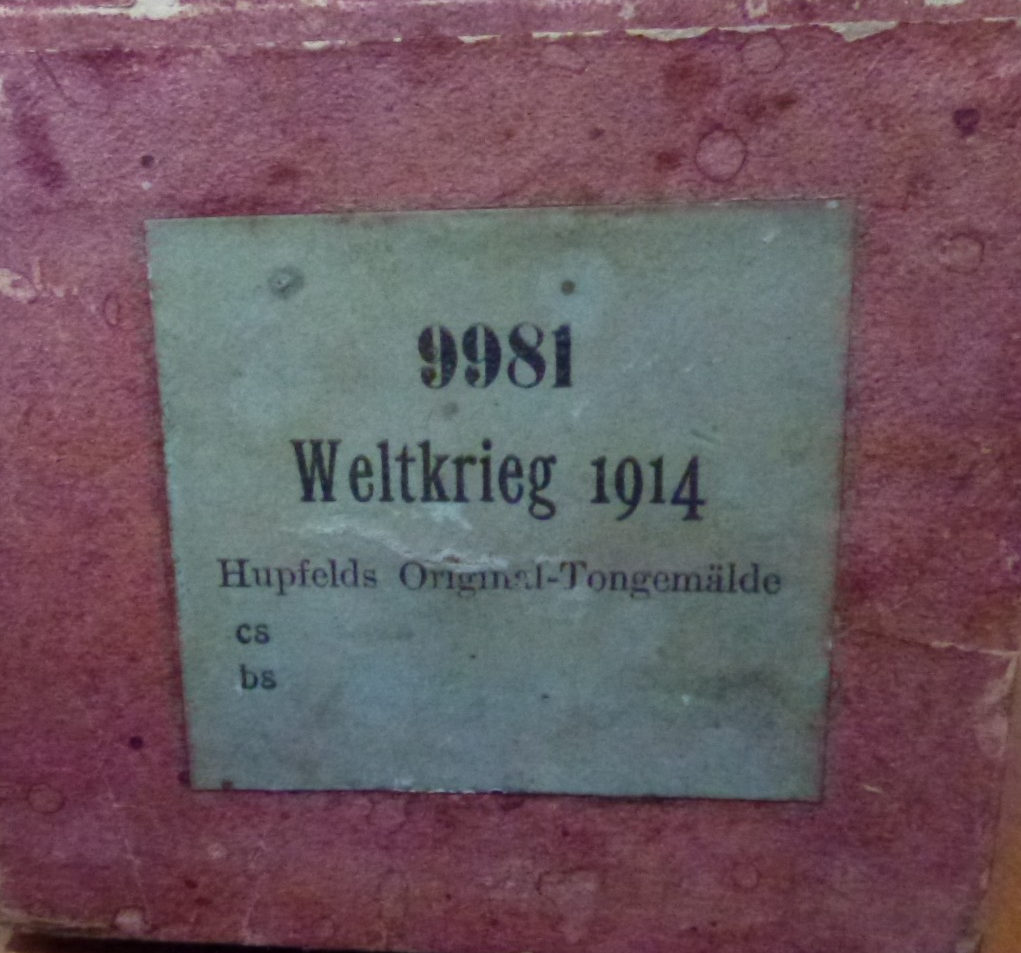 9981
Weltkrieg 1914
Hupfelds Original-Tongemälde
cs
bs